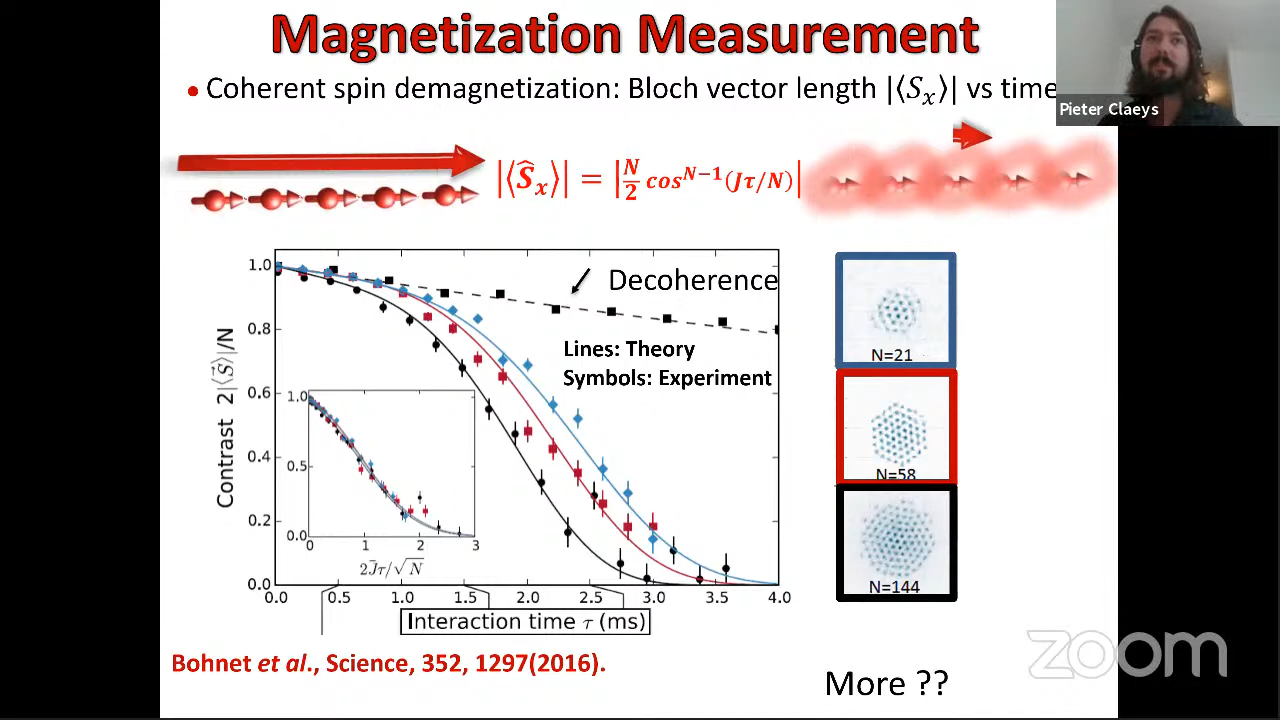 Magnetization Measurement
• Coherent spin demagnetization: Bloch vector length |⟨S_x⟩| vs time
Pieter Claeys
|⟨Ŝ_x⟩| = |N/2 cos^{N−1}(Jτ/N)|
Contrast 2|⟨S⃗⟩|/N
1.0
0.8
0.6
0.4
0.2
0.0
0.0 0.5 1.0 1.5 2.0 2.5 3.0 3.5 4.0
Interaction time τ (ms)
Decoherence
Lines: Theory
Symbols: Experiment
1.0
0.5
0.0
0 1 2 3
2J̄τ/√N
N=21
N=58
N=144
Bohnet et al., Science, 352, 1297(2016).
More ??
zoom